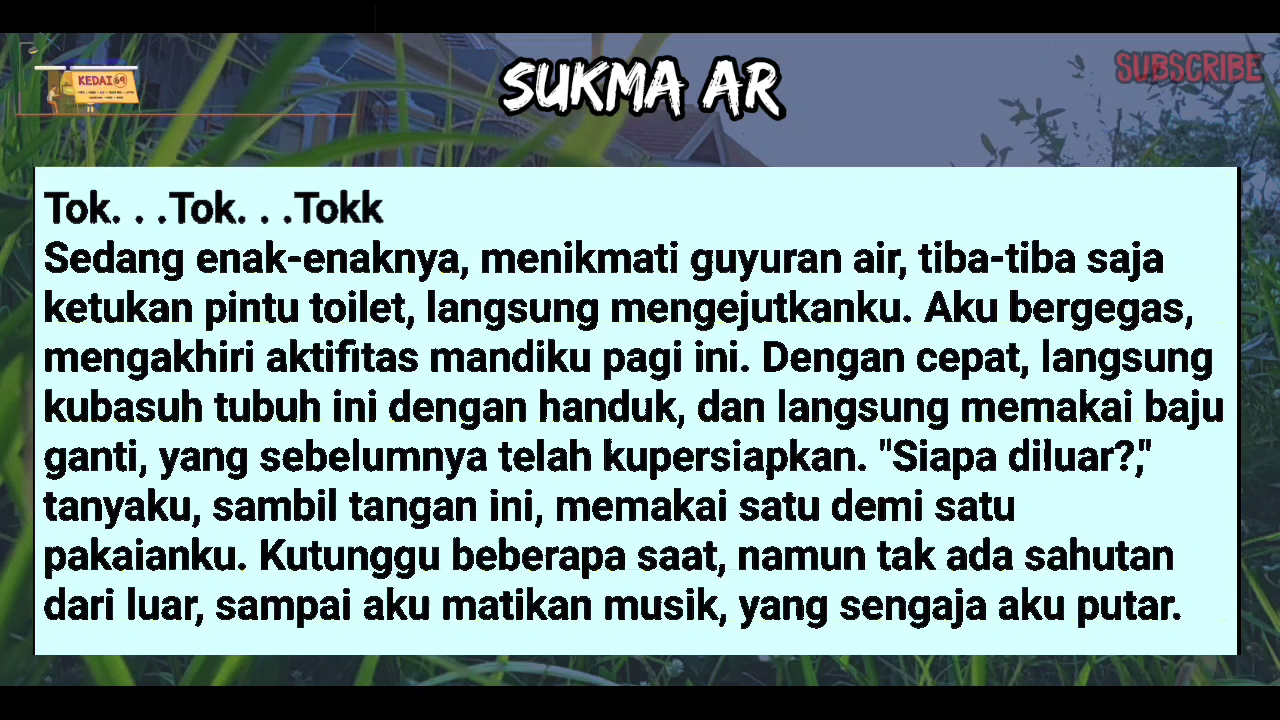 SUKMA AR
SUBSCRIBE
KEDAI 69
Tok. . .Tok. . .Tokk
Sedang enak-enaknya, menikmati guyuran air, tiba-tiba saja
ketukan pintu toilet, langsung mengejutkanku. Aku bergegas,
mengakhiri aktifitas mandiku pagi ini. Dengan cepat, langsung
kubasuh tubuh ini dengan handuk, dan langsung memakai baju
ganti, yang sebelumnya telah kupersiapkan. "Siapa diluar?,"
tanyaku, sambil tangan ini, memakai satu demi satu
pakaianku. Kutunggu beberapa saat, namun tak ada sahutan
dari luar, sampai aku matikan musik, yang sengaja aku putar.